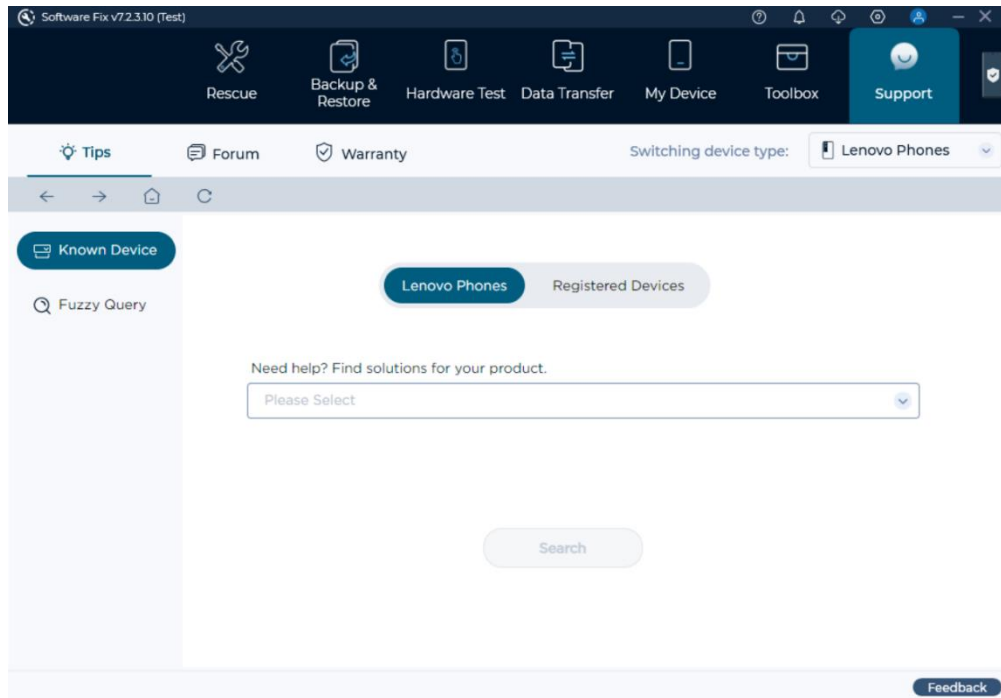 Software Fix v7.2.3.10 (Test)
Rescue
Backup &
Restore
Hardware Test
Data Transfer
My Device
Toolbox
Support
Tips
Forum
Warranty
Switching device type:
Lenovo Phones
Known Device
Fuzzy Query
Lenovo Phones
Registered Devices
Need help? Find solutions for your product.
Please Select
Search
Feedback